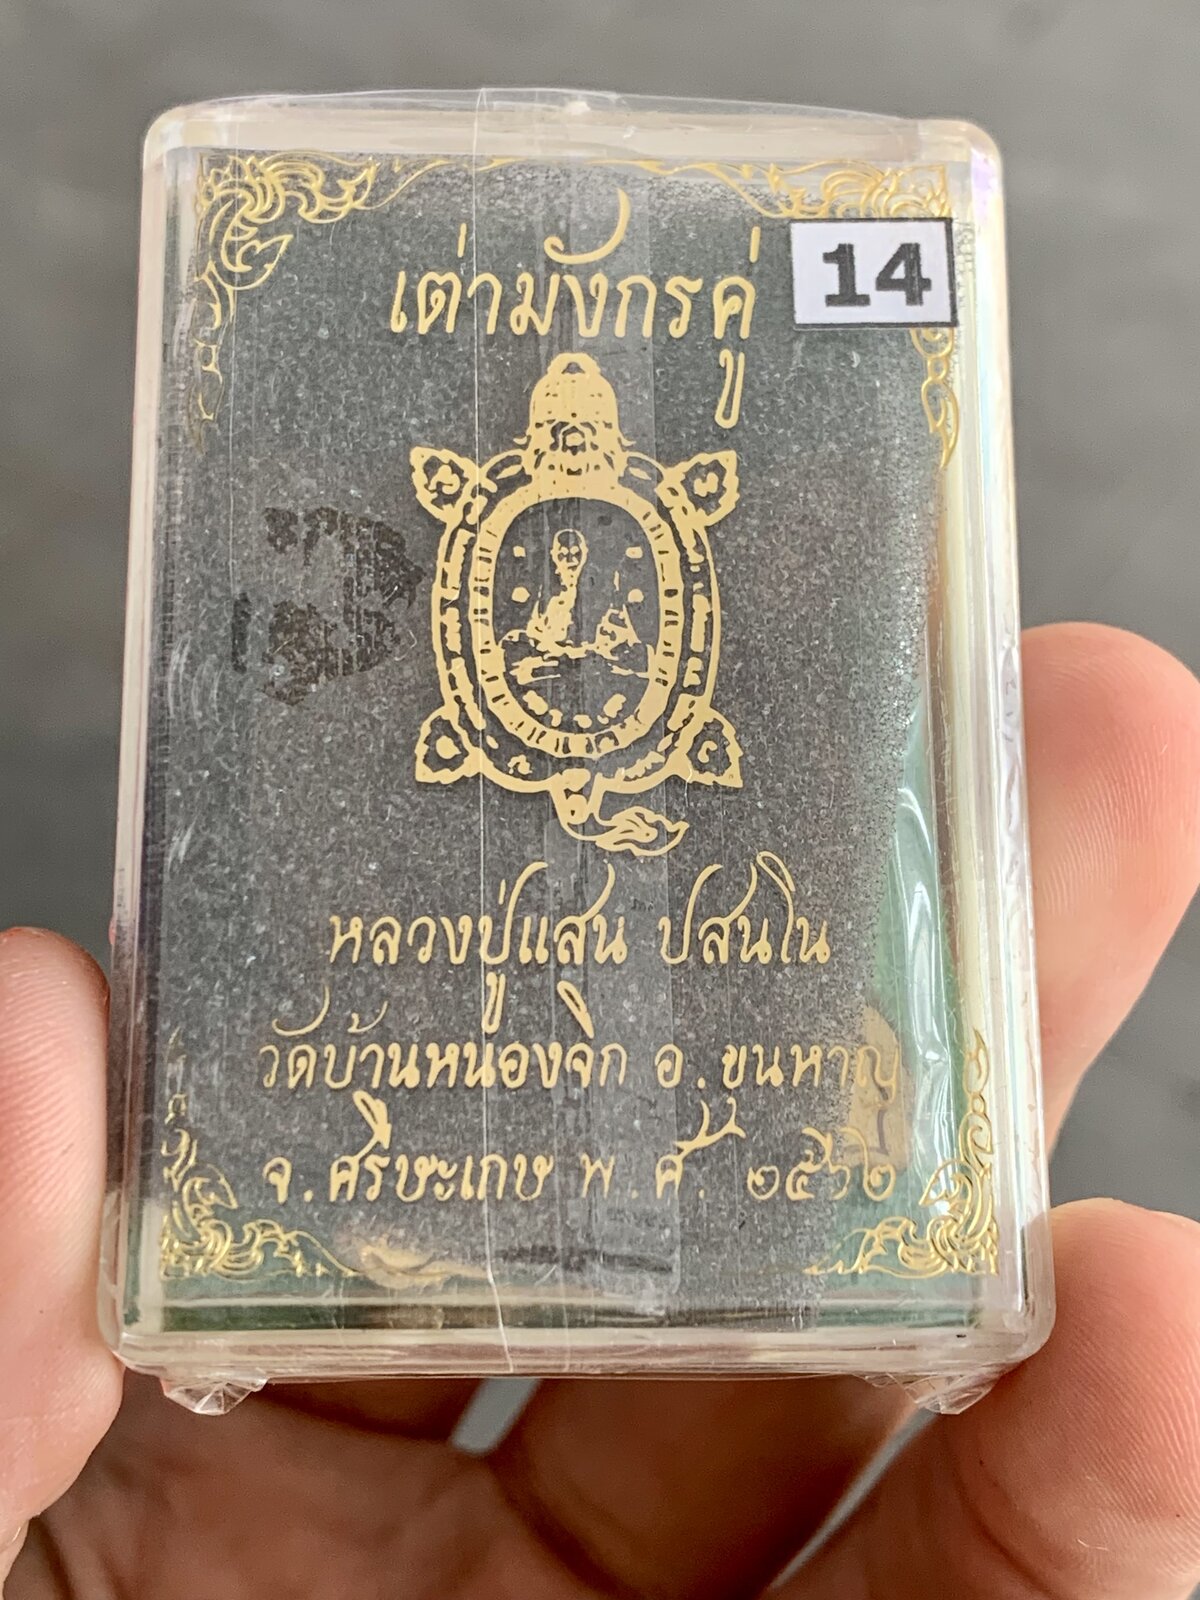 เต่ามังกรคู่
14
หลวงปู่แสน ปสนฺโน
วัดบ้านหนองจิก อ. ขุนหาญ
จ. ศรีษะเกษ พ.ศ. ๒๕๖๒